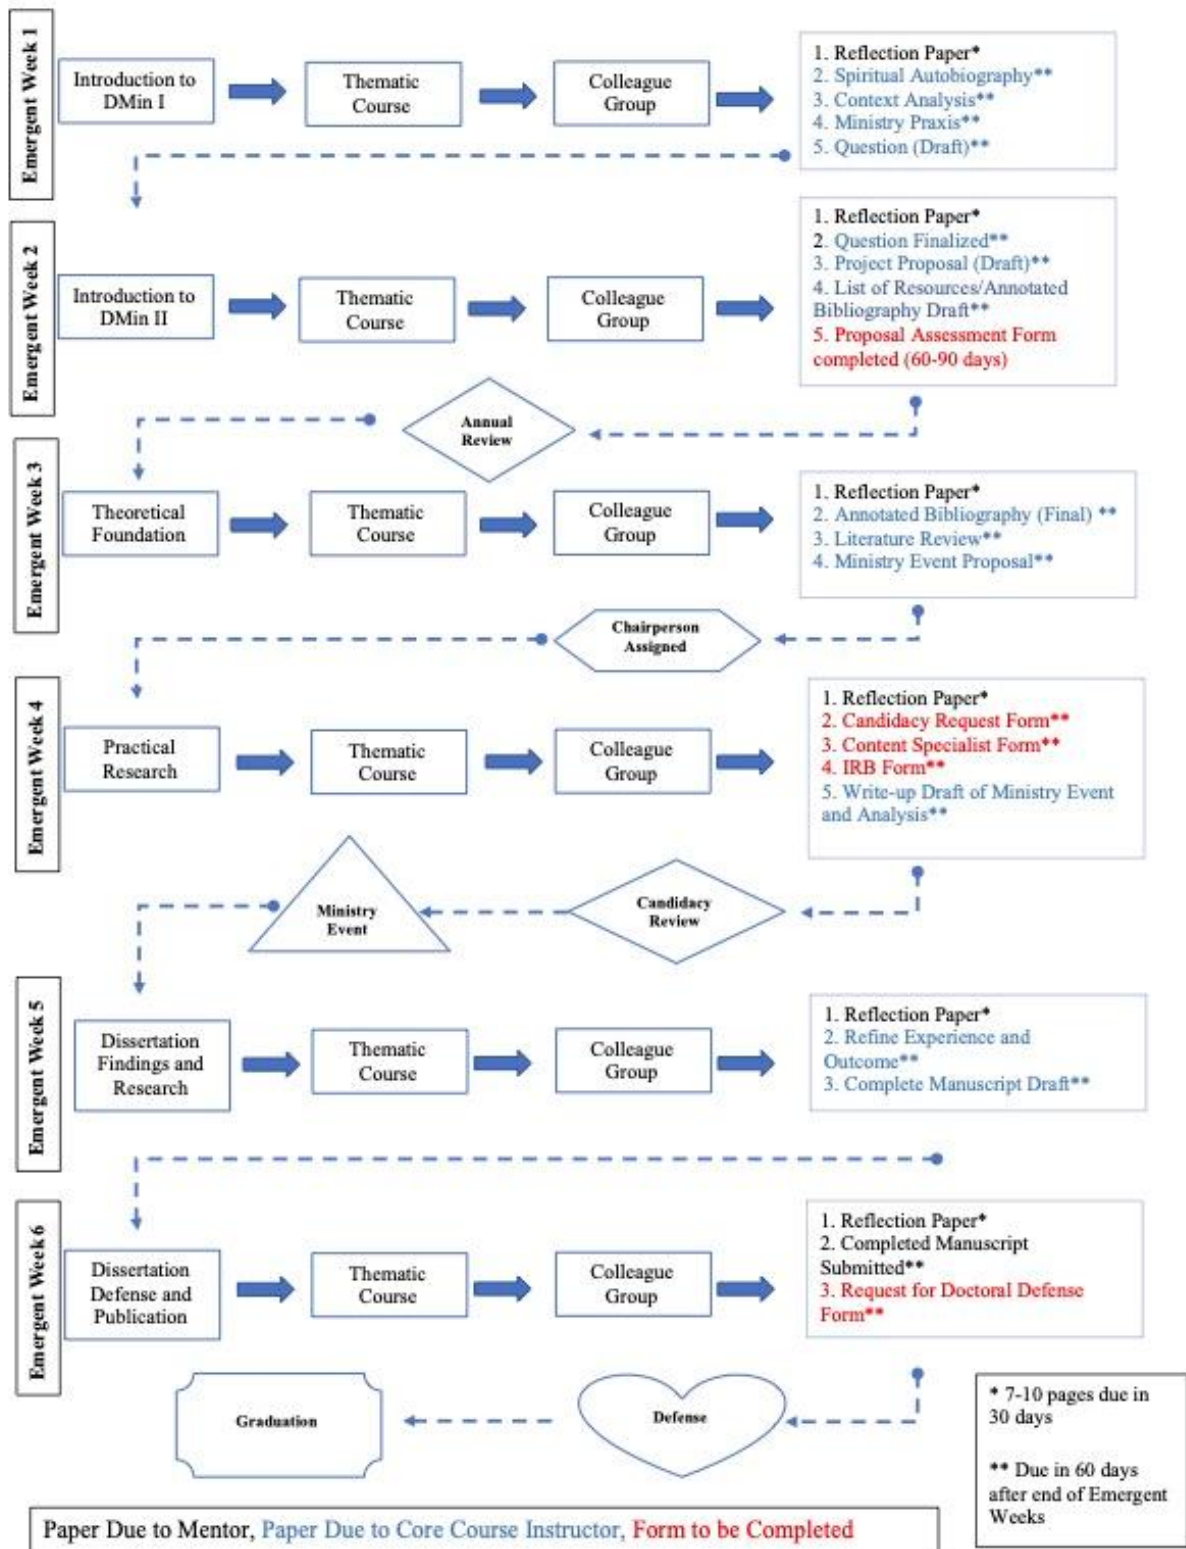 Emergent Week 1
Introduction to
DMin I
Thematic
Course
Colleague
Group
1. Reflection Paper*
2. Spiritual Autobiography**
3. Context Analysis**
4. Ministry Praxis**
5. Question (Draft)**
Emergent Week 2
Introduction to
DMin II
Thematic
Course
Colleague
Group
1. Reflection Paper*
2. Question Finalized**
3. Project Proposal (Draft)**
4. List of Resources/Annotated
Bibliography Draft**
5. Proposal Assessment Form
completed (60-90 days)
Annual
Review
Emergent Week 3
Theoretical
Foundation
Thematic
Course
Colleague
Group
1. Reflection Paper*
2. Annotated Bibliography (Final) **
3. Literature Review**
4. Ministry Event Proposal**
Chairperson
Assigned
Emergent Week 4
Practical
Research
Thematic
Course
Colleague
Group
1. Reflection Paper*
2. Candidacy Request Form**
3. Content Specialist Form**
4. IRB Form**
5. Write-up Draft of Ministry Event
and Analysis**
Ministry
Event
Candidacy
Review
Emergent Week 5
Dissertation
Findings and
Research
Thematic
Course
Colleague
Group
1. Reflection Paper*
2. Refine Experience and
Outcome**
3. Complete Manuscript Draft**
Emergent Week 6
Dissertation
Defense and
Publication
Thematic
Course
Colleague
Group
1. Reflection Paper*
2. Completed Manuscript
Submitted**
3. Request for Doctoral Defense
Form**
Graduation
Defense
* 7-10 pages due in
30 days
** Due in 60 days
after end of Emergent
Weeks
Paper Due to Mentor, Paper Due to Core Course Instructor, Form to be Completed